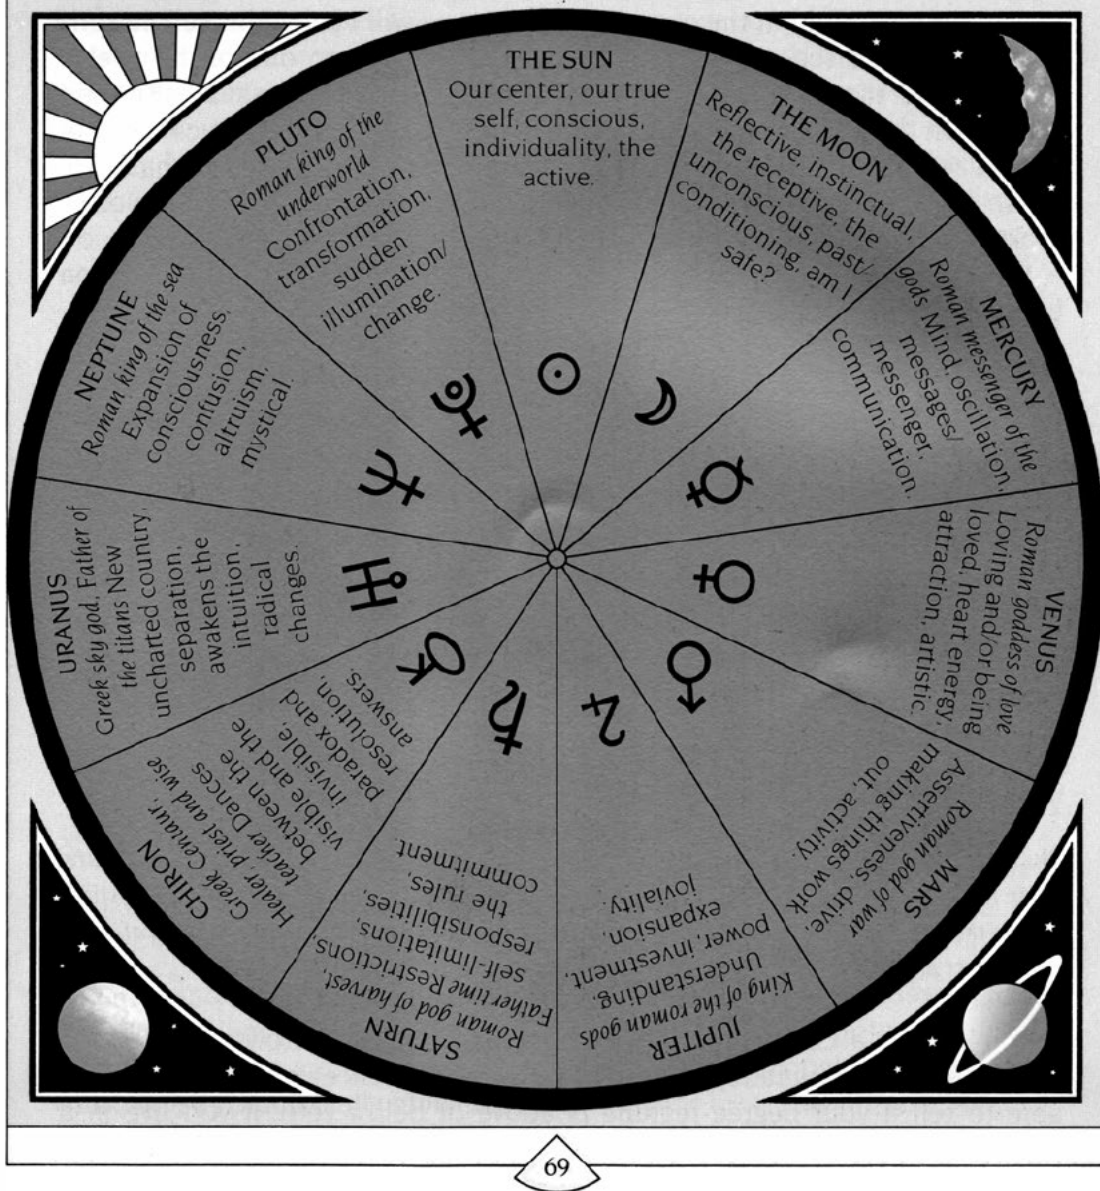 THE SUN
Our center, our true
self, conscious,
individuality, the
active.
THE MOON
Reflective, instinctual,
the receptive, the
unconscious, past/
conditioning, am I
safe?
MERCURY
Roman messenger of the
gods Mind, oscillation,
messages/
messenger,
communication.
VENUS
Roman goddess of love
Loving and/or being
loved, heart energy,
attraction, artistic.
MARS
Roman god of war
Assertiveness, drive,
making things work
out, activity.
JUPITER
King of the roman gods
Understanding,
power, investment,
expansion,
joviality.
SATURN
Roman god of harvest,
Father time Restrictions,
self-limitations,
responsibilities,
the rules,
commitment.
CHIRON
Greek Centaur,
Healer priest and wise
teacher Dances
between the
visible and the
invisible,
paradox and
resolution,
answers.
URANUS
Greek sky god, Father of
the titans New
uncharted country,
separation,
awakens the
intuition,
radical
changes.
NEPTUNE
Roman king of the sea
Expansion of
consciousness,
confusion,
altruism,
mystical.
PLUTO
Roman king of the
underworld
Confrontation,
transformation,
sudden
illumination/
change.
69